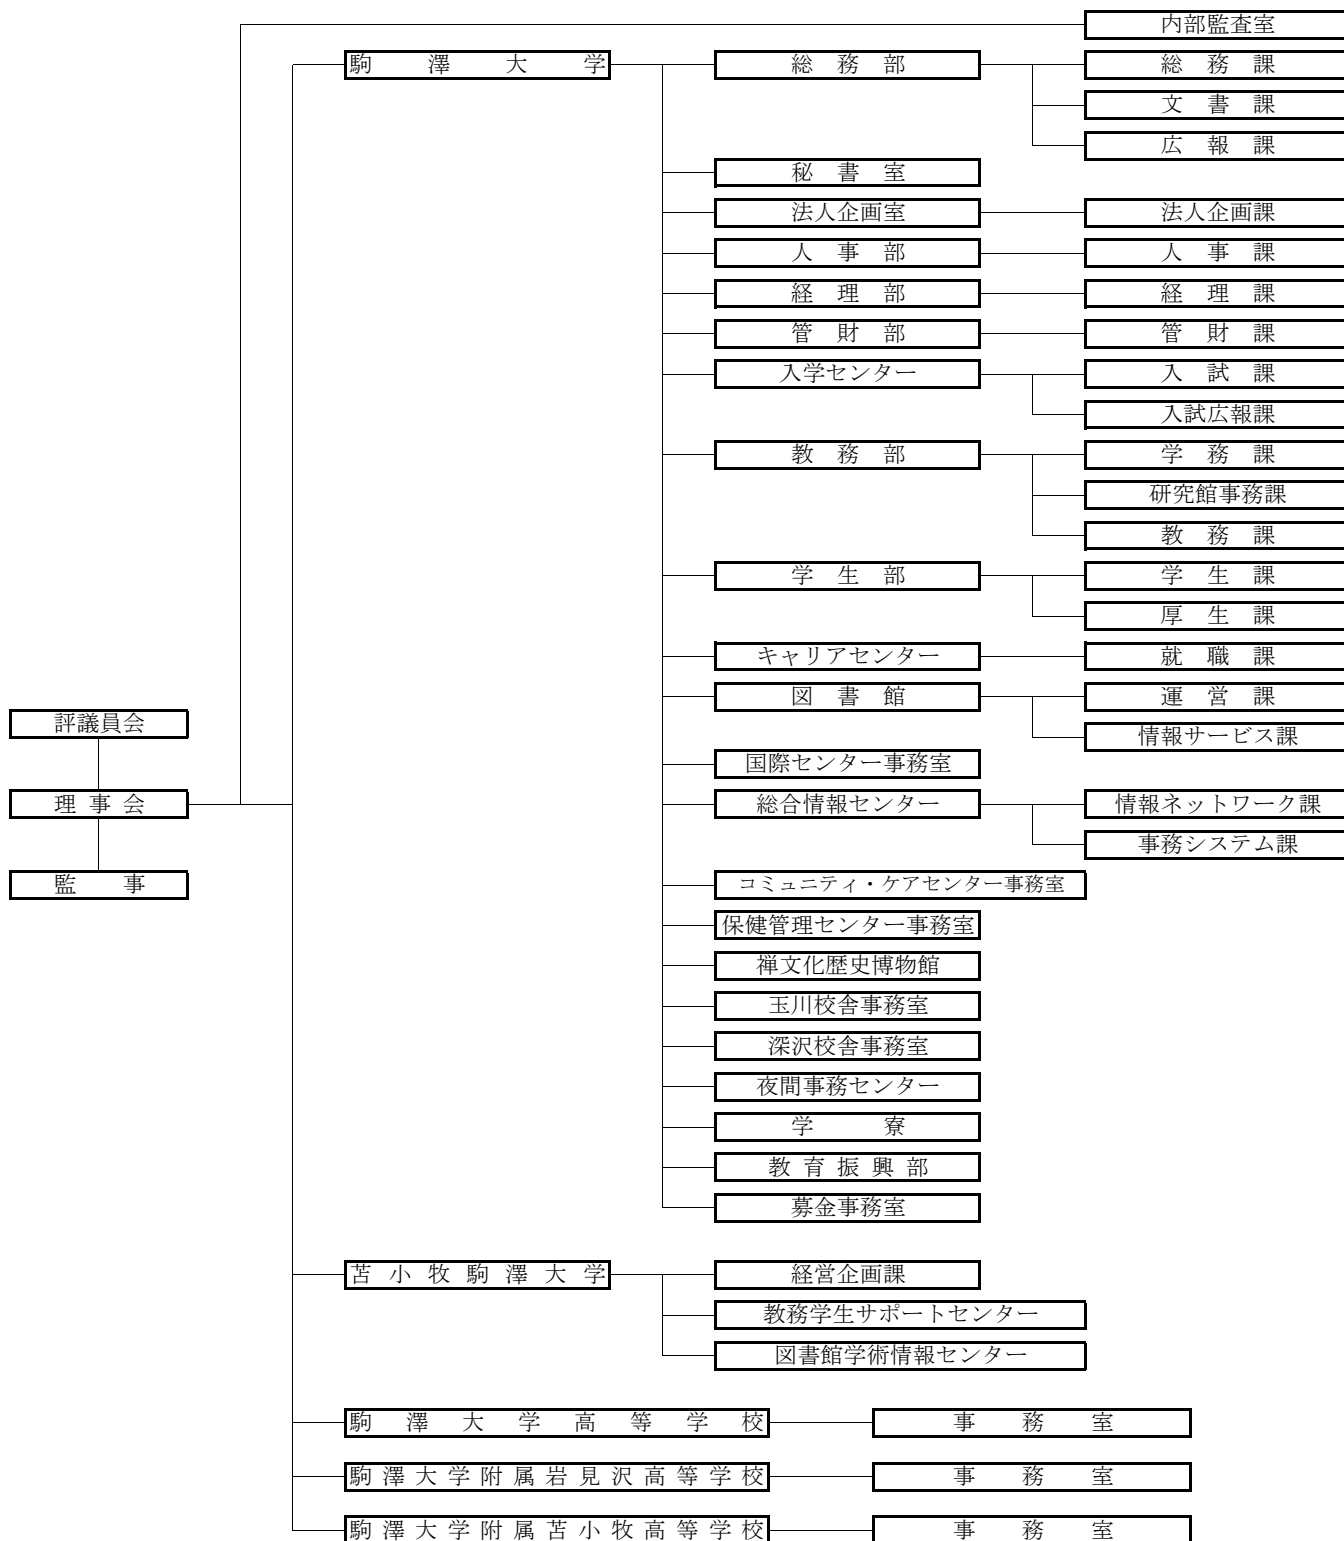 内部監査室
駒澤大学 総務部 総務課
文書課
広報課
秘書室
法人企画室 法人企画課
人事部 人事課
経理部 経理課
管財部 管財課
入学センター 入試課
入試広報課
教務部 学務課
研究館事務課
教務課
学生部 学生課
厚生課
キャリアセンター 就職課
図書館 運営課
評議員会
情報サービス課
国際センター事務室
理事会 総合情報センター 情報ネットワーク課
事務システム課
監事 コミュニティ・ケアセンター事務室
保健管理センター事務室
禅文化歴史博物館
玉川校舎事務室
深沢校舎事務室
夜間事務センター
学寮
教育振興部
募金事務室
苫小牧駒澤大学 経営企画課
教務学生サポートセンター
図書館学術情報センター
駒澤大学高等学校 事務室
駒澤大学附属岩見沢高等学校 事務室
駒澤大学附属苫小牧高等学校 事務室